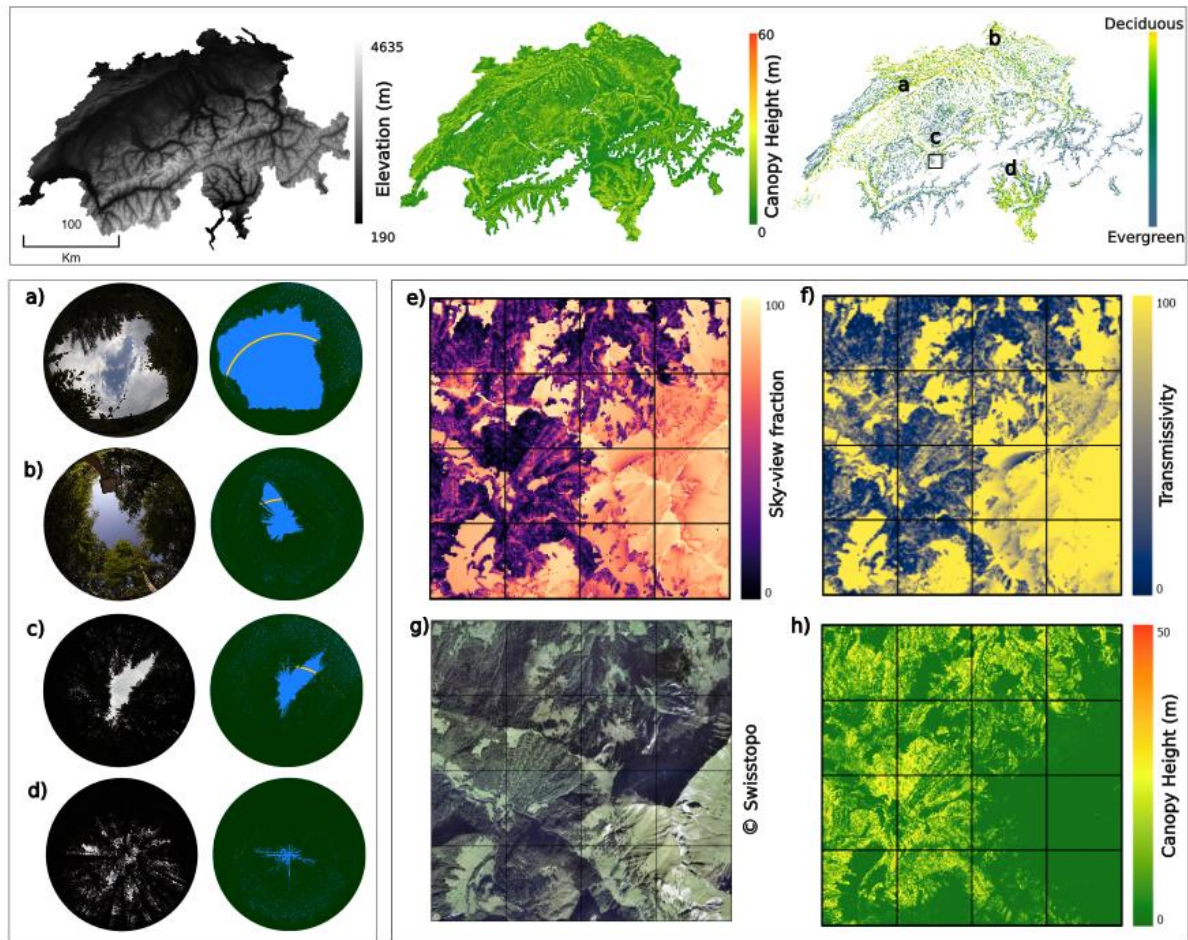 4635
Elevation (m)
190
100
Km
60
Canopy Height (m)
0
a
b
c
d
Deciduous
Evergreen
a)
b)
c)
d)
e)
100
Sky-view fraction
0
f)
100
Transmissivity
0
g)
© Swisstopo
h)
50
Canopy Height (m)
0